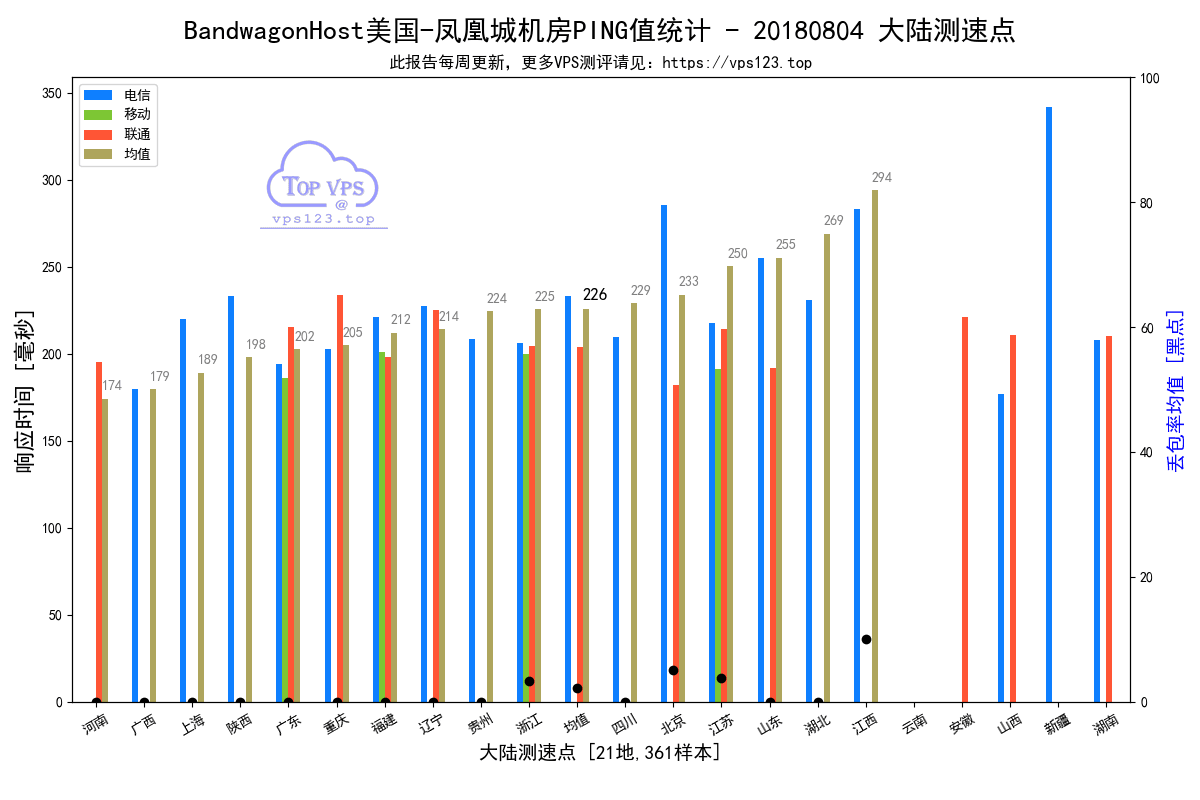 BandwagonHost美国-凤凰城机房PING值统计 - 20180804 大陆测速点
此报告每周更新，更多VPS测评请见：https://vps123.top
电信
移动
联通
均值
TOP VPS
@
vps123.top
响应时间 [毫秒]
350
300
250
200
150
100
50
0
174
179
189
198
202
205
212
214
224
225
226
229
233
250
255
269
294
100
80
60
40
20
0
丢包率均值 [黑点]
河南
广西
上海
陕西
广东
重庆
福建
辽宁
贵州
浙江
均值
四川
北京
江苏
山东
湖北
江西
云南
安徽
山西
新疆
湖南
大陆测速点 [21地,361样本]